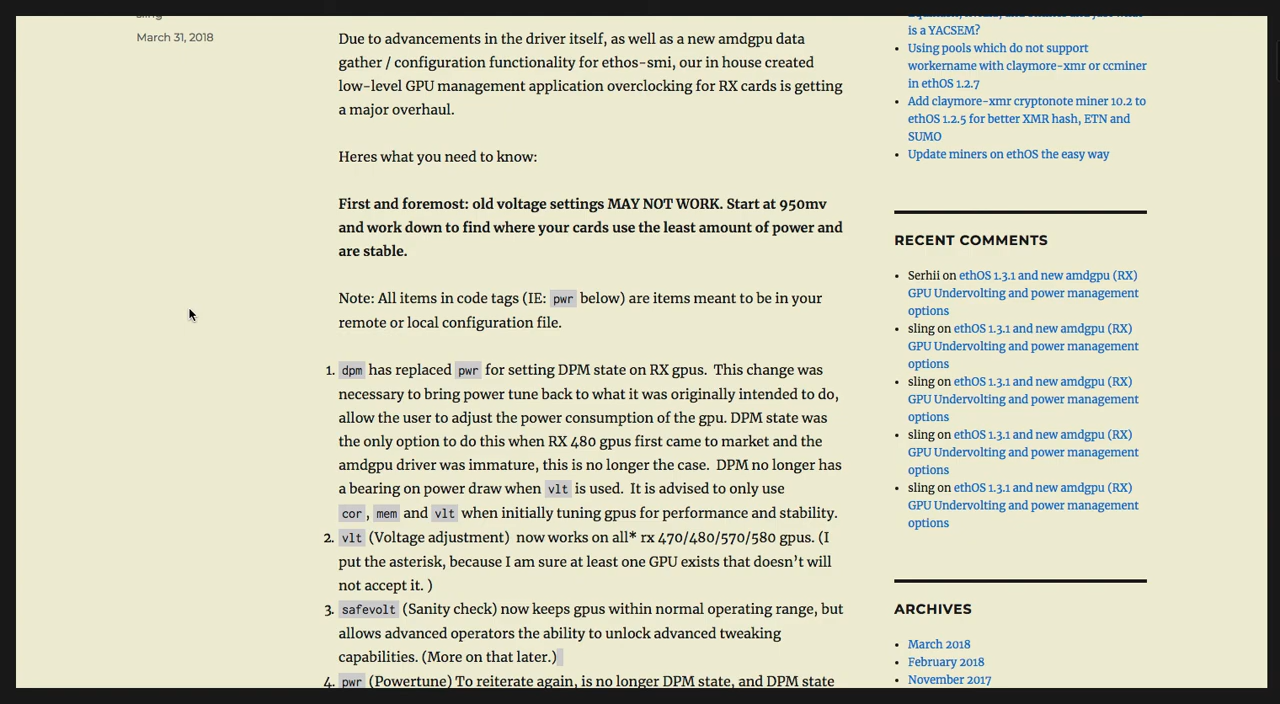 March 31, 2018
Due to advancements in the driver itself, as well as a new amdgpu data
gather / configuration functionality for ethos-smi, our in house created
low-level GPU management application overclocking for RX cards is getting
a major overhaul.
Heres what you need to know:
First and foremost: old voltage settings MAY NOT WORK. Start at 950mv
and work down to find where your cards use the least amount of power and
are stable.
Note: All items in code tags (IE: pwr below) are items meant to be in your
remote or local configuration file.
1. dpm has replaced pwr for setting DPM state on RX gpus. This change was
necessary to bring power tune back to what it was originally intended to do,
allow the user to adjust the power consumption of the gpu. DPM state was
the only option to do this when RX 480 gpus first came to market and the
amdgpu driver was immature, this is no longer the case. DPM no longer has
a bearing on power draw when vlt is used. It is advised to only use
cor, mem and vlt when initially tuning gpus for performance and stability.
2. vlt (Voltage adjustment) now works on all* rx 470/480/570/580 gpus. (I
put the asterisk, because I am sure at least one GPU exists that doesn't will
not accept it. )
3. safevolt (Sanity check) now keeps gpus within normal operating range, but
allows advanced operators the ability to unlock advanced tweaking
capabilities. (More on that later.)
4. pwr (Powertune) To reiterate again, is no longer DPM state, and DPM state
is a YACSEM?
• Using pools which do not support
workername with claymore-xmr or ccminer
in ethOS 1.2.7
• Add claymore-xmr cryptonote miner 10.2 to
ethOS 1.2.5 for better XMR hash, ETN and
SUMO
• Update miners on ethOS the easy way
RECENT COMMENTS
• Serhii on ethOS 1.3.1 and new amdgpu (RX)
GPU Undervolting and power management
options
• sling on ethOS 1.3.1 and new amdgpu (RX)
GPU Undervolting and power management
options
• sling on ethOS 1.3.1 and new amdgpu (RX)
GPU Undervolting and power management
options
• sling on ethOS 1.3.1 and new amdgpu (RX)
GPU Undervolting and power management
options
• sling on ethOS 1.3.1 and new amdgpu (RX)
GPU Undervolting and power management
options
ARCHIVES
• March 2018
• February 2018
• November 2017